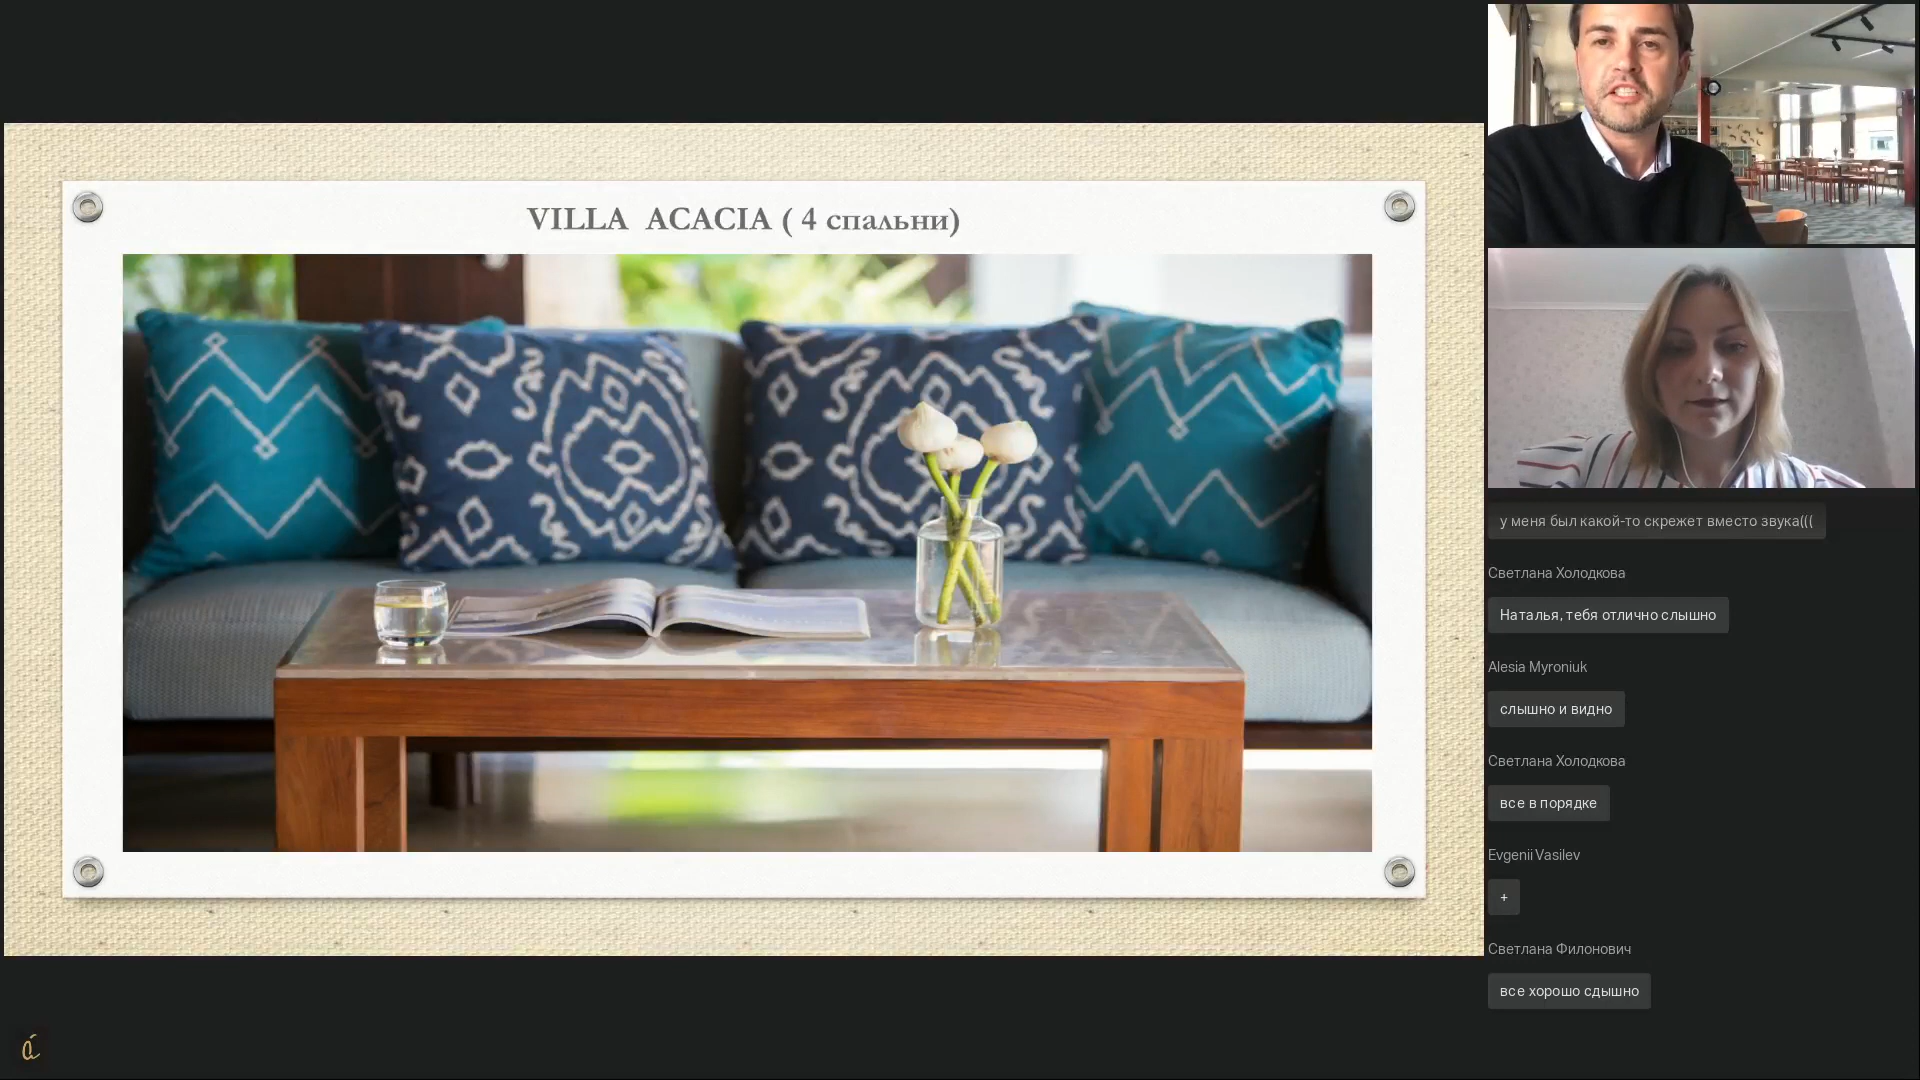 VILLA ACACIA ( 4 спальни)
у меня был какой-то скрежет вместо звука(((
Светлана Холодкова
Наталья, тебя отлично слышно
Alesia Myroniuk
слышно и видно
Светлана Холодкова
все в порядке
Evgenii Vasilev
+
Светлана Филонович
все хорошо сдышно
á